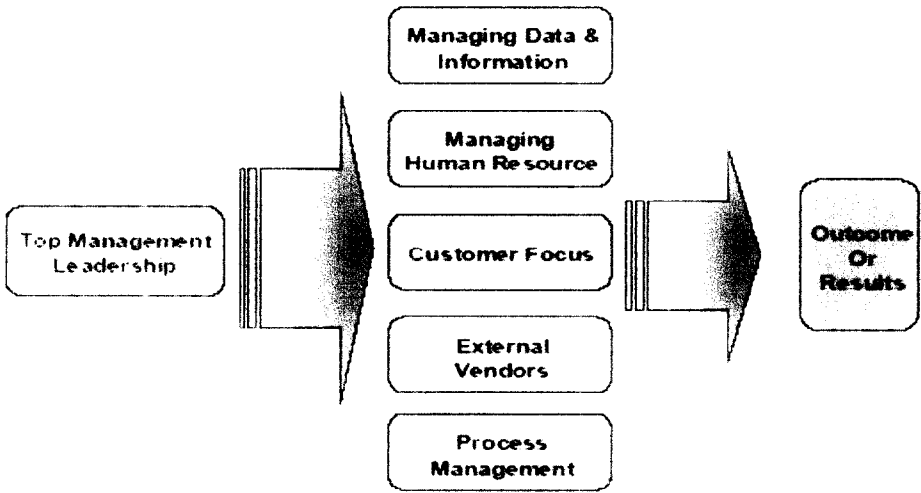 Top Management
Leadership
Managing Data &
Information
Managing
Human Resource
Customer Focus
External
Vendors
Process
Management
Outcome
Or
Results